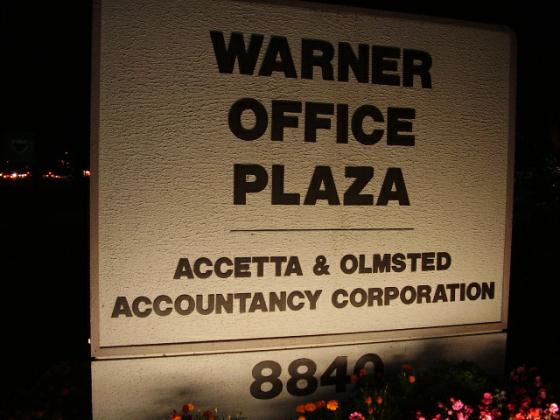 WARNER
OFFICE
PLAZA
ACCETTA & OLMSTED
ACCOUNTANCY CORPORATION
8840